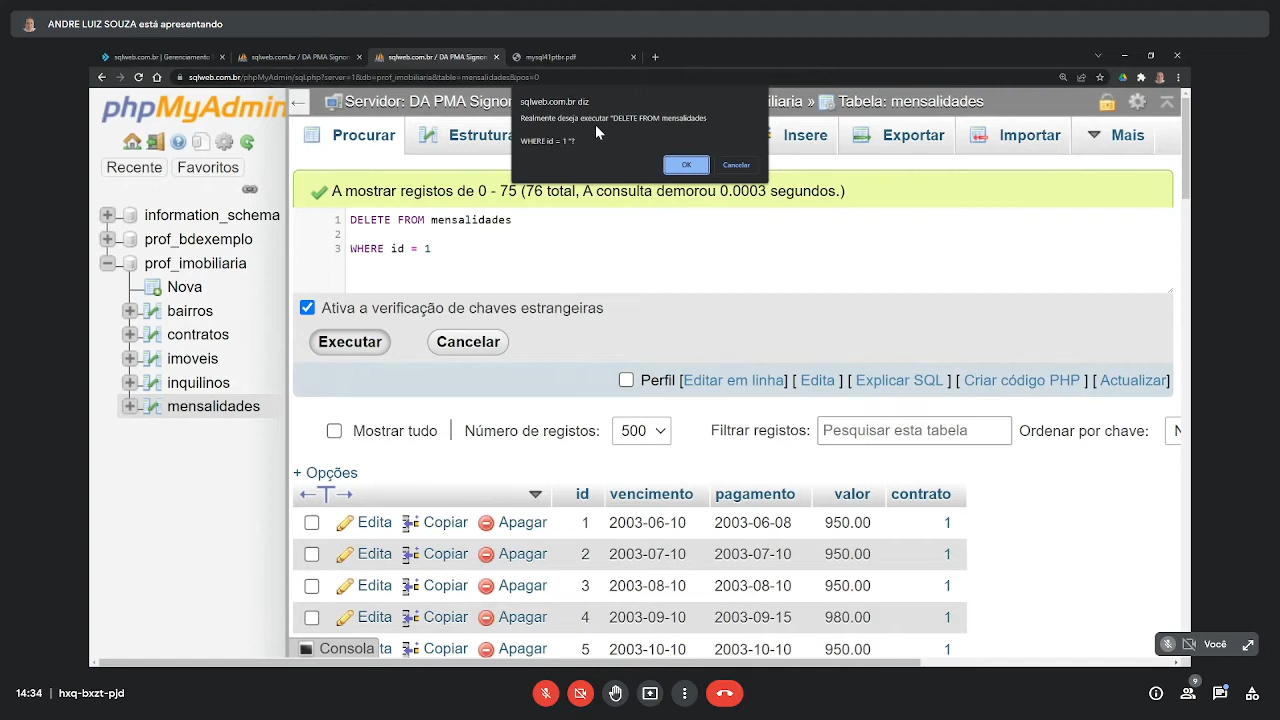 ANDRE LUIZ SOUZA está apresentando
sqlweb.com.br | Gerenciamento
sqlweb.com.br / DA PMA Signor
sqlweb.com.br / DA PMA Signor
mysql41ptbr.pdf
sqlweb.com.br/phpMyAdmin/sql.php?server=1&db=prof_imobiliaria&table=mensalidades&pos=0
phpMyAdmin
Recente Favoritos
information_schema
prof_bdexemplo
prof_imobiliaria
Nova
bairros
contratos
imoveis
inquilinos
mensalidades
Servidor: DA PMA Signor
iliaria » Tabela: mensalidades
sqlweb.com.br diz
Realmente deseja executar "DELETE FROM mensalidades
WHERE id = 1 "?
OK Cancelar
Procurar Estrutura Insere Exportar Importar Mais
A mostrar registos de 0 - 75 (76 total, A consulta demorou 0.0003 segundos.)
1 DELETE FROM mensalidades
2
3 WHERE id = 1
Ativa a verificação de chaves estrangeiras
Executar Cancelar
Perfil [Editar em linha] [ Edita ] [ Explicar SQL ] [ Criar código PHP ] [ Actualizar]
Mostrar tudo Número de registos: 500 Filtrar registos: Pesquisar esta tabela Ordenar por chave: N
+ Opções
id vencimento pagamento valor contrato
Edita Copiar Apagar 1 2003-06-10 2003-06-08 950.00 1
Edita Copiar Apagar 2 2003-07-10 2003-07-10 950.00 1
Edita Copiar Apagar 3 2003-08-10 2003-08-10 950.00 1
Edita Copiar Apagar 4 2003-09-10 2003-09-15 980.00 1
Consola Copiar Apagar 5 2003-10-10 2003-10-10 950.00 1
Você
14:34 hxq-bxzt-pjd
9